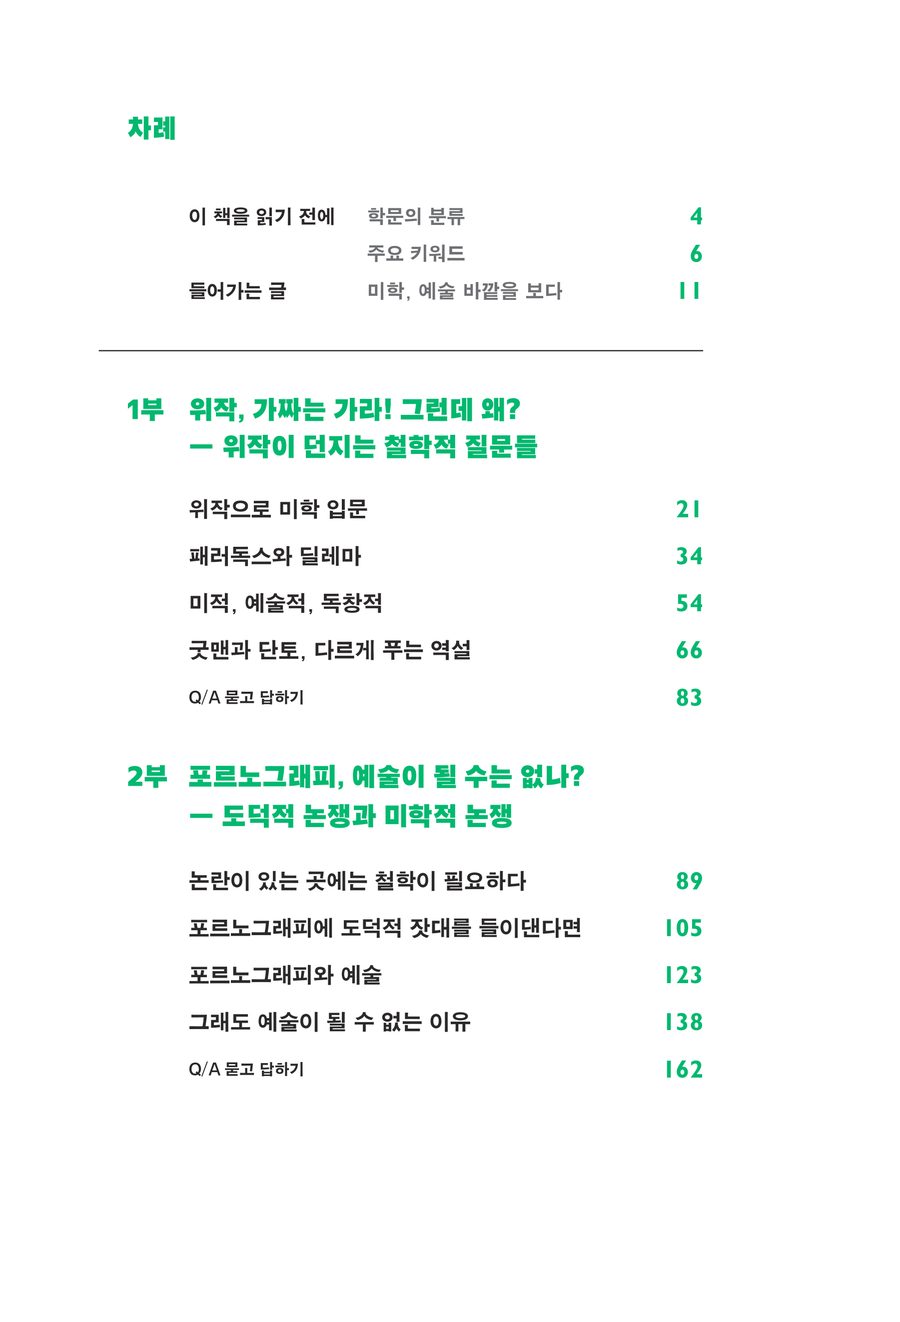 차례
이 책을 읽기 전에 학문의 분류 4
주요 키워드 6
들어가는 글 미학, 예술 바깥을 보다 11
1부 위작, 가짜는 가라! 그런데 왜?
— 위작이 던지는 철학적 질문들
위작으로 미학 입문 21
패러독스와 딜레마 34
미적, 예술적, 독창적 54
굿맨과 단토, 다르게 푸는 역설 66
Q/A 묻고 답하기 83
2부 포르노그래피, 예술이 될 수는 없나?
— 도덕적 논쟁과 미학적 논쟁
논란이 있는 곳에는 철학이 필요하다 89
포르노그래피에 도덕적 잣대를 들이댄다면 105
포르노그래피와 예술 123
그래도 예술이 될 수 없는 이유 138
Q/A 묻고 답하기 162